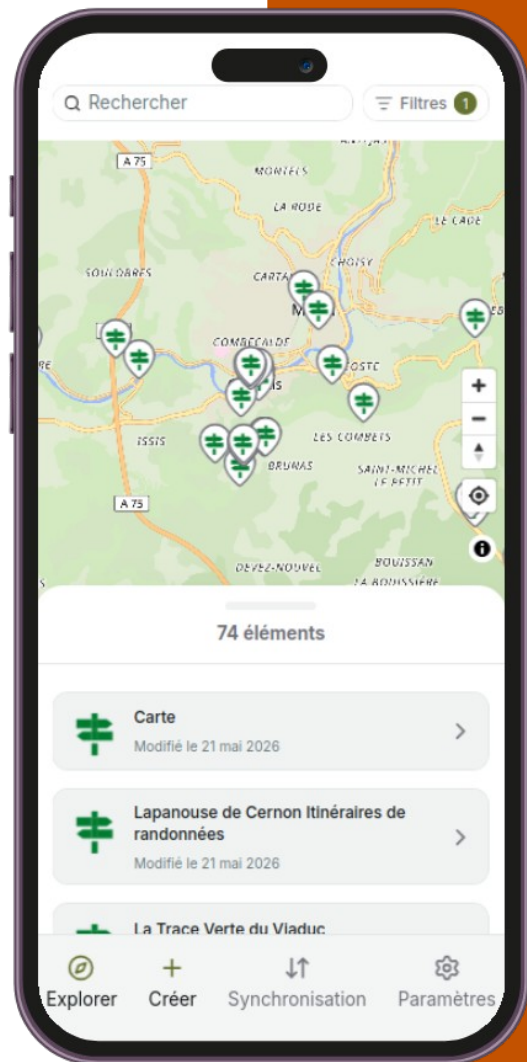 Rechercher
Filtres 1
A 75
MONTELS
LA RODE
LE CADE
SOULOBRES
CHOISY
COMBECALDE
ISSIS
LES COMBETS
BRUNAS
SAINT-MICHEL
LE PETIT
A 75
DEVEZ-NOUVEL
BOUISSAN
LA BOUISSIÈRE
74 éléments
Carte
Modifié le 21 mai 2026
Lapanouse de Cernon Itinéraires de
randonnées
Modifié le 21 mai 2026
La Trace Verte du Viaduc
Explorer
Créer
Synchronisation
Paramètres